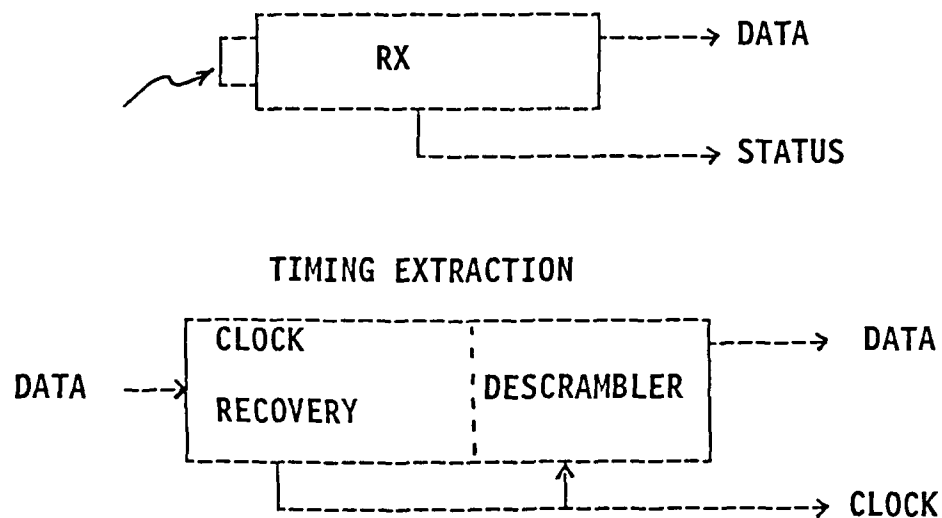 RX
DATA
STATUS
TIMING EXTRACTION
CLOCK
RECOVERY
DESCRAMBLER
DATA
DATA
CLOCK